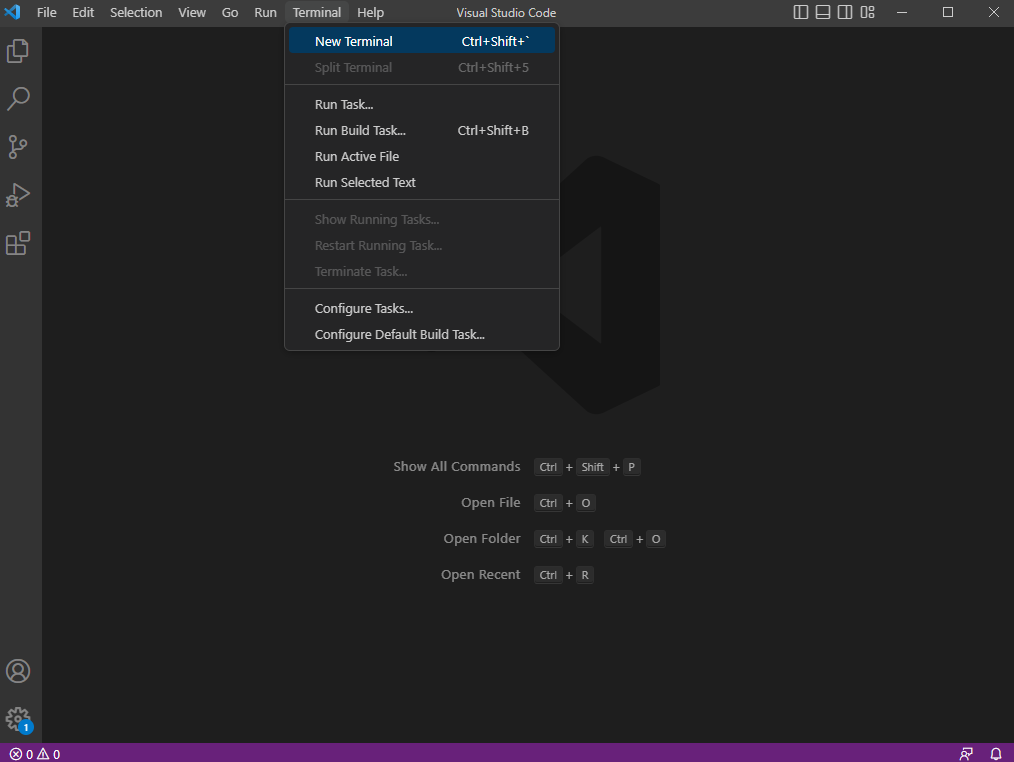 File Edit Selection View Go Run Terminal Help Visual Studio Code
New Terminal Ctrl+Shift+`
Split Terminal Ctrl+Shift+5
Run Task...
Run Build Task... Ctrl+Shift+B
Run Active File
Run Selected Text
Show Running Tasks...
Restart Running Task...
Terminate Task...
Configure Tasks...
Configure Default Build Task...
Show All Commands Ctrl + Shift + P
Open File Ctrl + O
Open Folder Ctrl + K Ctrl + O
Open Recent Ctrl + R
1
0 0